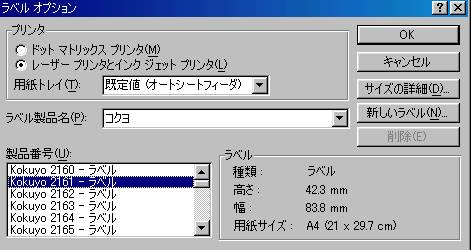 ラベル オプション
プリンタ
ドット マトリックス プリンタ(M)
レーザー プリンタとインク ジェット プリンタ(L)
用紙トレイ(T): 既定値 (オートシートフィーダ)
ラベル製品名(P): コクヨ
製品番号(U):
Kokuyo 2160 - ラベル
Kokuyo 2161 - ラベル
Kokuyo 2162 - ラベル
Kokuyo 2163 - ラベル
Kokuyo 2164 - ラベル
Kokuyo 2165 - ラベル
ラベル
種類: ラベル
高さ: 42.3 mm
幅: 83.8 mm
用紙サイズ: A4 (21 x 29.7 cm)
OK
キャンセル
サイズの詳細(D)...
新しいラベル(N)...
削除(E)